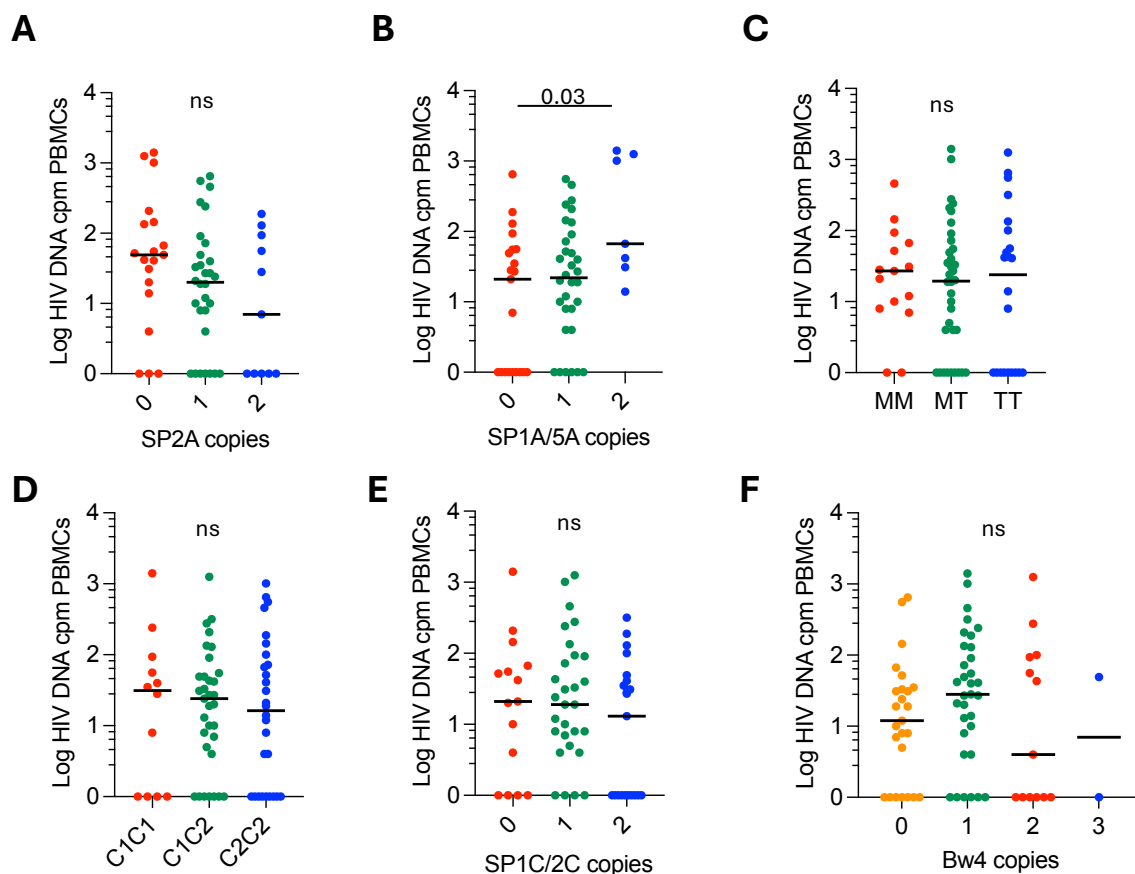 A
B
C
ns
0.03
ns
Log HIV DNA cpm PBMCs
4
3
2
1
0
Log HIV DNA cpm PBMCs
4
3
2
1
0
Log HIV DNA cpm PBMCs
4
3
2
1
0
0
1
2
SP2A copies
0
1
2
SP1A/5A copies
MM
MT
TT
D
E
F
ns
ns
ns
Log HIV DNA cpm PBMCs
4
3
2
1
0
Log HIV DNA cpm PBMCs
4
3
2
1
0
Log HIV DNA cpm PBMCs
4
3
2
1
0
C1C1
C1C2
C2C2
0
1
2
SP1C/2C copies
0
1
2
3
Bw4 copies